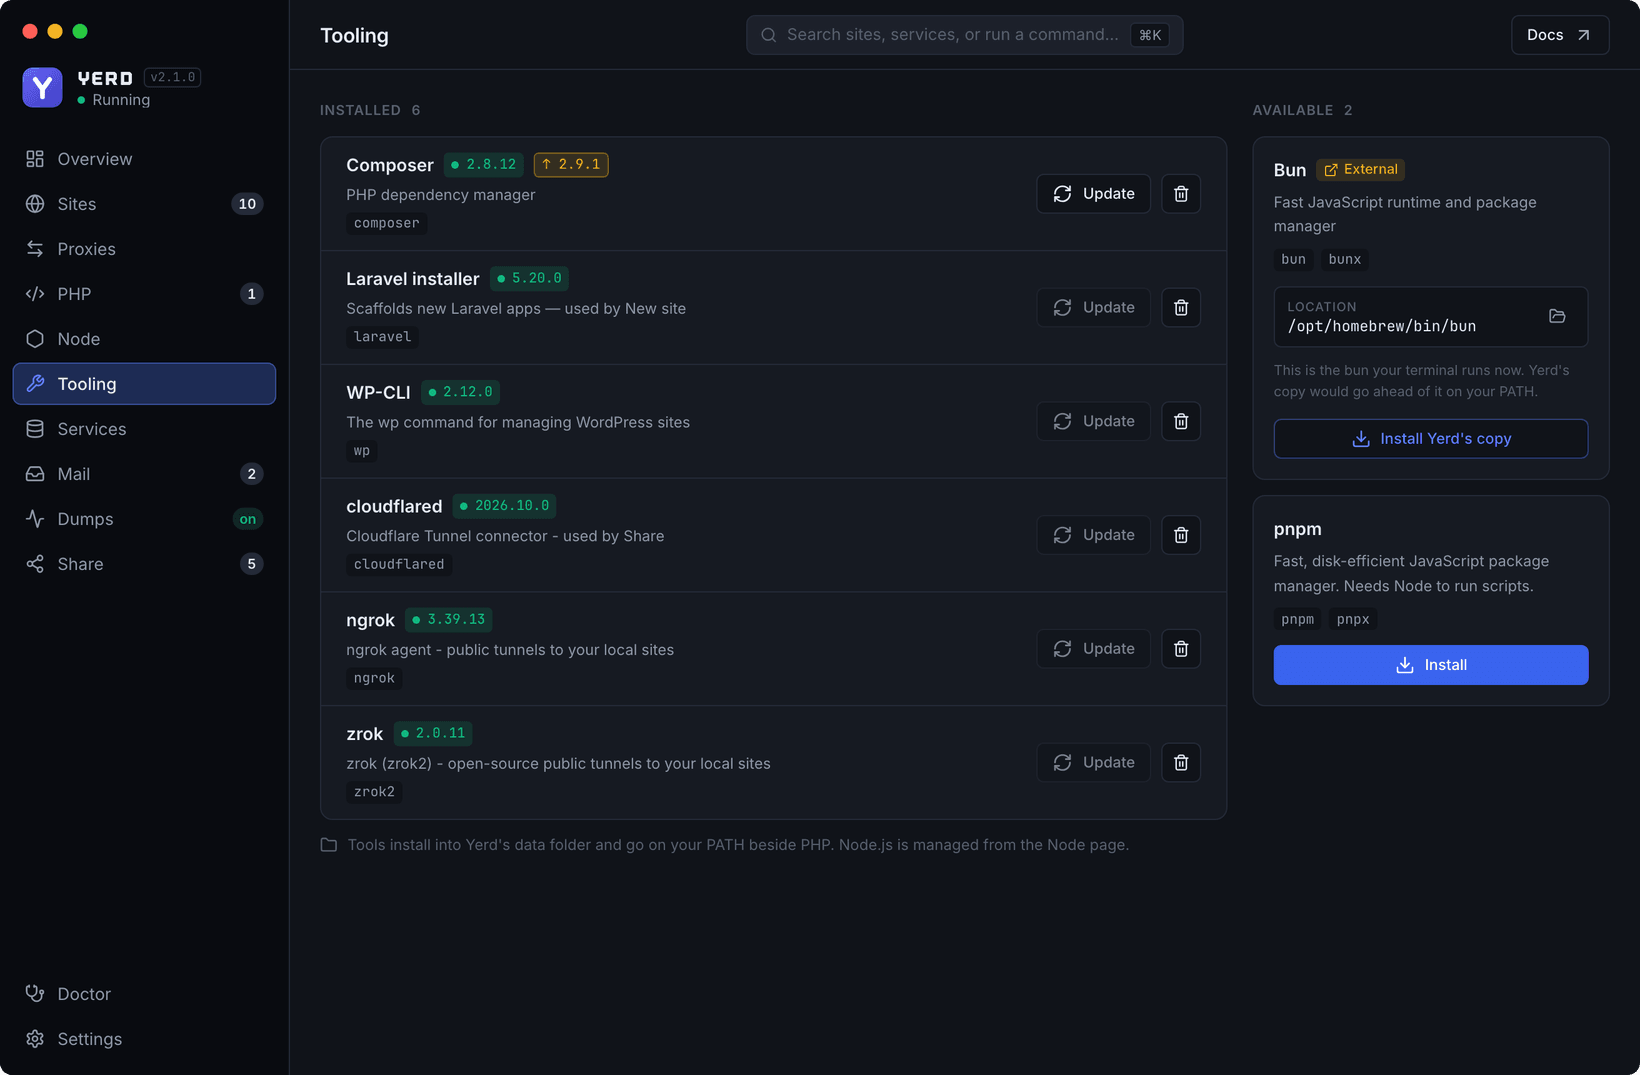 YERD v2.1.0
Running
Overview
Sites 10
Proxies
PHP 1
Node
Tooling
Services
Mail 2
Dumps on
Share 5
Doctor
Settings
Tooling
Search sites, services, or run a command... ⌘K
Docs
INSTALLED 6
Composer 2.8.12 ↑ 2.9.1
PHP dependency manager
composer
Update
Laravel installer 5.20.0
Scaffolds new Laravel apps — used by New site
laravel
Update
WP-CLI 2.12.0
The wp command for managing WordPress sites
wp
Update
cloudflared 2026.10.0
Cloudflare Tunnel connector - used by Share
cloudflared
Update
ngrok 3.39.13
ngrok agent - public tunnels to your local sites
ngrok
Update
zrok 2.0.11
zrok (zrok2) - open-source public tunnels to your local sites
zrok2
Update
Tools install into Yerd's data folder and go on your PATH beside PHP. Node.js is managed from the Node page.
AVAILABLE 2
Bun External
Fast JavaScript runtime and package
manager
bun bunx
LOCATION
/opt/homebrew/bin/bun
This is the bun your terminal runs now. Yerd's
copy would go ahead of it on your PATH.
Install Yerd's copy
pnpm
Fast, disk-efficient JavaScript package
manager. Needs Node to run scripts.
pnpm pnpx
Install